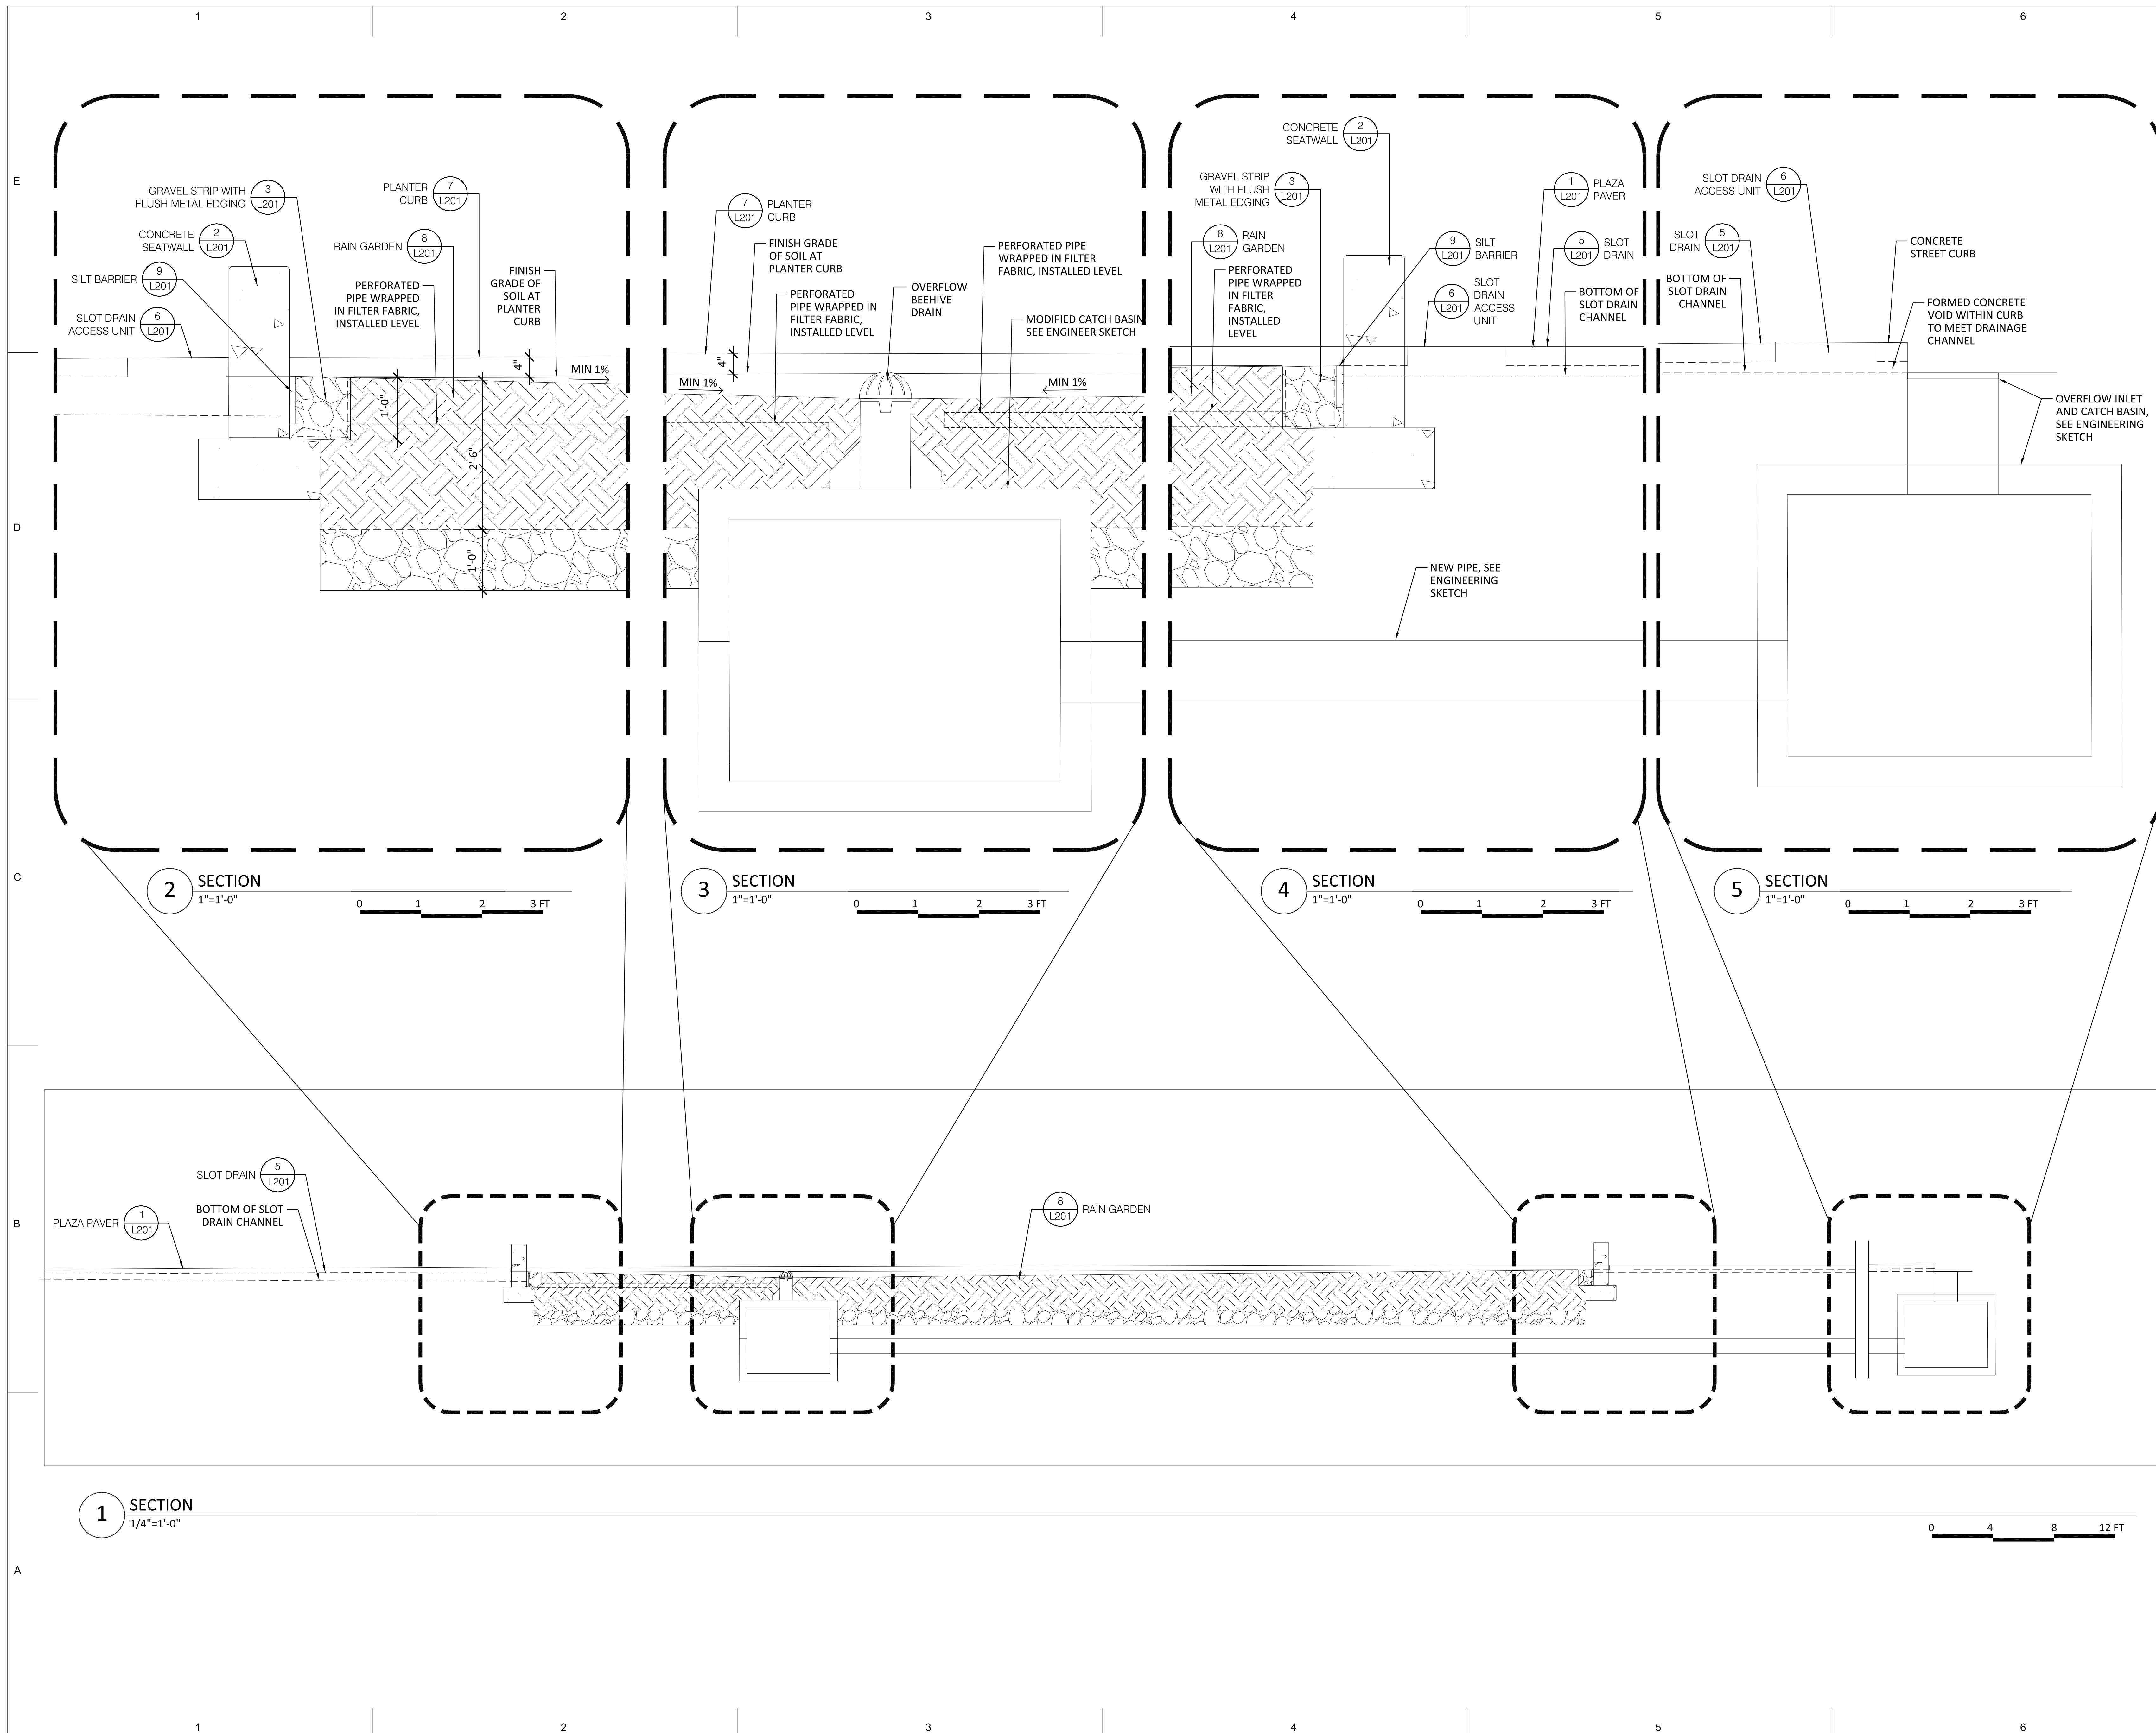 1 2 3 4 5 6
E
D
C
B
A
GRAVEL STRIP WITH
FLUSH METAL EDGING
3
L201
PLANTER
CURB
7
L201
CONCRETE
SEATWALL
2
L201
RAIN GARDEN
8
L201
SILT BARRIER
9
L201
SLOT DRAIN
ACCESS UNIT
6
L201
PERFORATED
PIPE WRAPPED
IN FILTER FABRIC,
INSTALLED LEVEL
FINISH
GRADE OF
SOIL AT
PLANTER
CURB
4"
MIN 1%
1'-0"
2'-6"
1'-0"
7
L201
PLANTER
CURB
FINISH GRADE
OF SOIL AT
PLANTER CURB
PERFORATED
PIPE WRAPPED IN
FILTER FABRIC,
INSTALLED LEVEL
OVERFLOW
BEEHIVE
DRAIN
PERFORATED PIPE
WRAPPED IN FILTER
FABRIC, INSTALLED LEVEL
MODIFIED CATCH BASIN
SEE ENGINEER SKETCH
4"
MIN 1%
MIN 1%
CONCRETE
SEATWALL
2
L201
GRAVEL STRIP
WITH FLUSH
METAL EDGING
3
L201
8
L201
RAIN
GARDEN
PERFORATED
PIPE WRAPPED
IN FILTER
FABRIC,
INSTALLED
LEVEL
1
L201
PLAZA
PAVER
9
L201
SILT
BARRIER
5
L201
SLOT
DRAIN
6
L201
SLOT
DRAIN
ACCESS
UNIT
BOTTOM OF
SLOT DRAIN
CHANNEL
NEW PIPE, SEE
ENGINEERING
SKETCH
SLOT DRAIN
ACCESS UNIT
6
L201
SLOT
DRAIN
5
L201
BOTTOM OF
SLOT DRAIN
CHANNEL
CONCRETE
STREET CURB
FORMED CONCRETE
VOID WITHIN CURB
TO MEET DRAINAGE
CHANNEL
OVERFLOW INLET
AND CATCH BASIN,
SEE ENGINEERING
SKETCH
2
SECTION
1"=1'-0"
0 1 2 3 FT
3
SECTION
1"=1'-0"
0 1 2 3 FT
4
SECTION
1"=1'-0"
0 1 2 3 FT
5
SECTION
1"=1'-0"
0 1 2 3 FT
SLOT DRAIN
5
L201
PLAZA PAVER
1
L201
BOTTOM OF SLOT
DRAIN CHANNEL
8
L201
RAIN GARDEN
1
SECTION
1/4"=1'-0"
0 4 8 12 FT
1 2 3 4 5 6